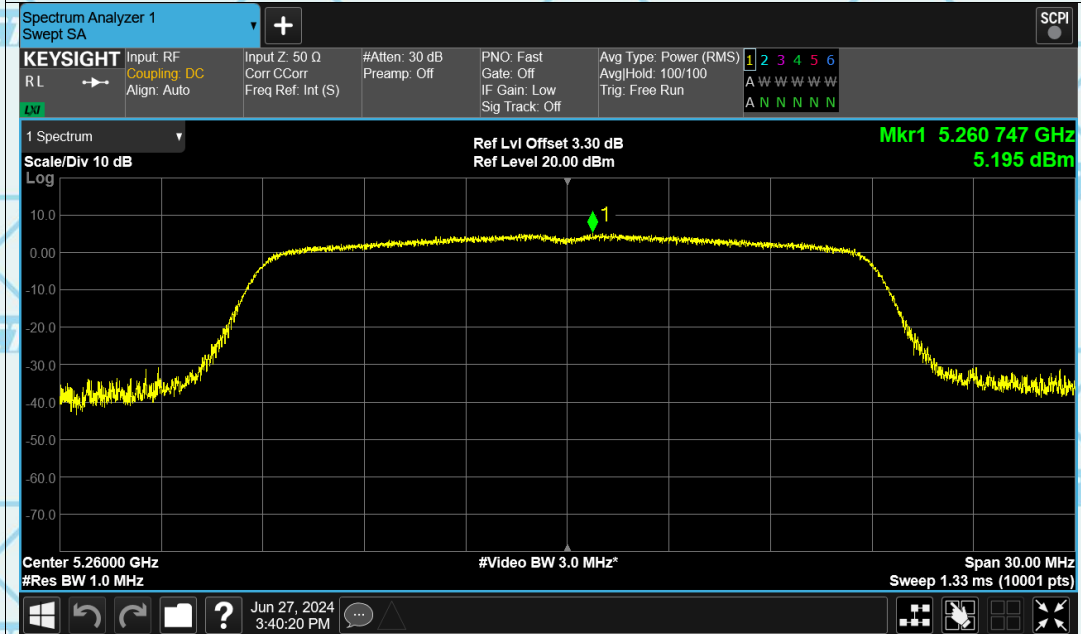 Spectrum Analyzer 1
Swept SA
+
SCPI
KEYSIGHT
R L
LXI
Input: RF
Coupling: DC
Align: Auto
Input Z: 50 Ω
Corr CCorr
Freq Ref: Int (S)
#Atten: 30 dB
Preamp: Off
PNO: Fast
Gate: Off
IF Gain: Low
Sig Track: Off
Avg Type: Power (RMS)
Avg|Hold: 100/100
Trig: Free Run
1 2 3 4 5 6
A W W W W W
A N N N N N
1 Spectrum
Scale/Div 10 dB
Log
Ref Lvl Offset 3.30 dB
Ref Level 20.00 dBm
Mkr1 5.260 747 GHz
5.195 dBm
1
10.0
0.00
-10.0
-20.0
-30.0
-40.0
-50.0
-60.0
-70.0
Center 5.26000 GHz
#Res BW 1.0 MHz
#Video BW 3.0 MHz*
Span 30.00 MHz
Sweep 1.33 ms (10001 pts)
?
Jun 27, 2024
3:40:20 PM